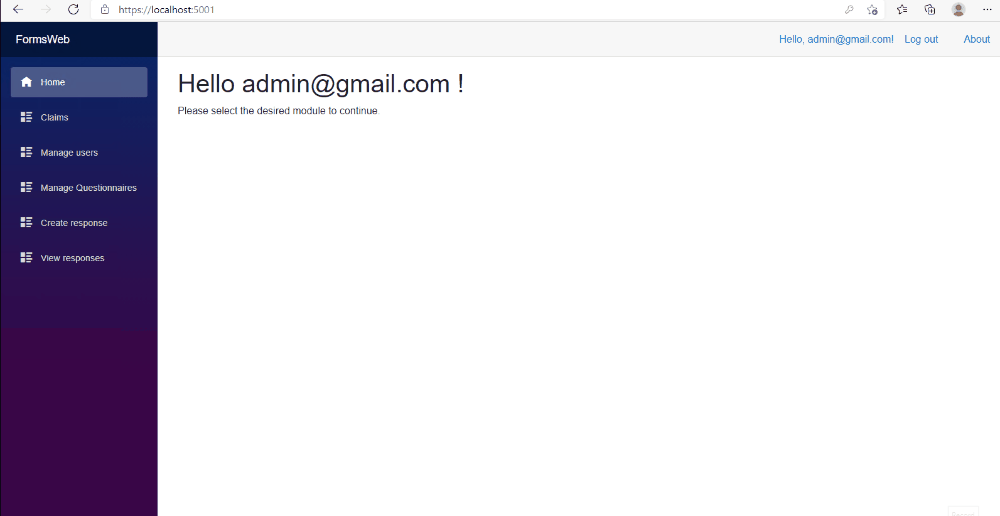 https://localhost:5001
FormsWeb
Hello, admin@gmail.com! Log out About
Home
Claims
Manage users
Manage Questionnaires
Create response
View responses
Hello admin@gmail.com !
Please select the desired module to continue.